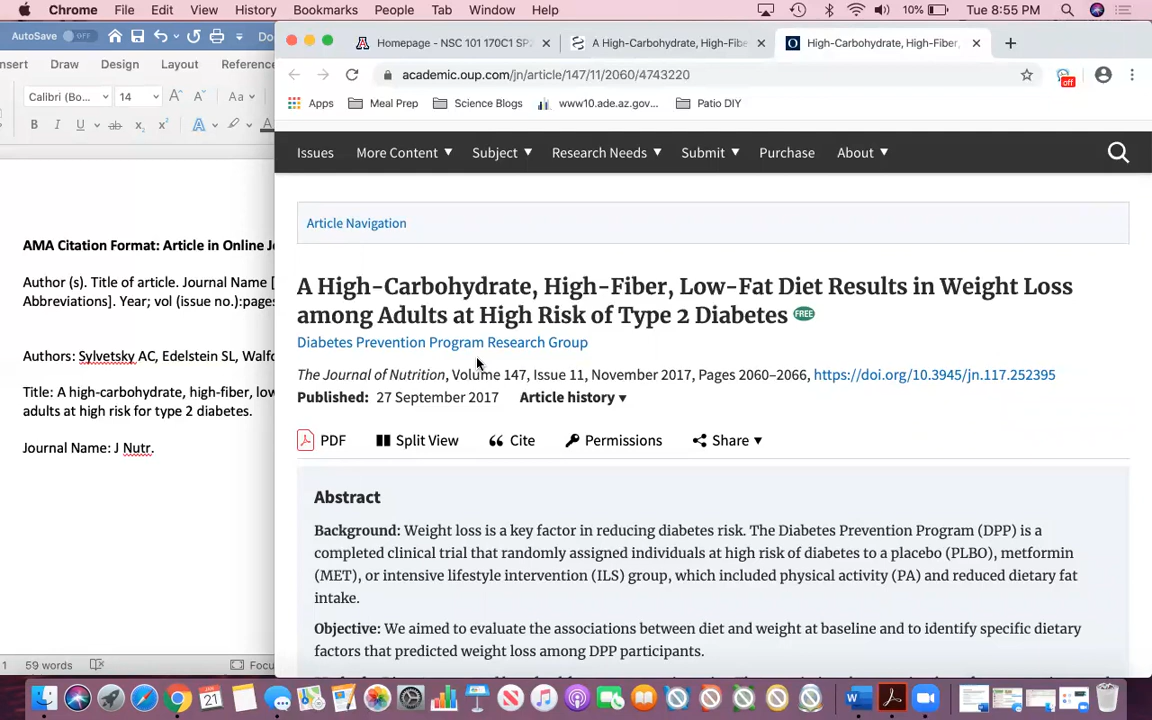 Chrome File Edit View History Bookmarks People Tab Window Help 10% Tue 8:55 PM
AutoSave OFF Do
Homepage - NSC 101 170C1 SP
A High-Carbohydrate, High-Fibe
High-Carbohydrate, High-Fiber,
academic.oup.com/jn/article/147/11/2060/4743220
off
Apps Meal Prep Science Blogs www10.ade.az.gov... Patio DIY
nsert Draw Design Layout Reference
Calibri (Bo... 14 Aa
B I U ab x x A A
Issues More Content Subject Research Needs Submit Purchase About
Article Navigation
A High-Carbohydrate, High-Fiber, Low-Fat Diet Results in Weight Loss
among Adults at High Risk of Type 2 Diabetes FREE
Diabetes Prevention Program Research Group
The Journal of Nutrition, Volume 147, Issue 11, November 2017, Pages 2060–2066, https://doi.org/10.3945/jn.117.252395
Published: 27 September 2017 Article history
PDF Split View Cite Permissions Share
Abstract
Background: Weight loss is a key factor in reducing diabetes risk. The Diabetes Prevention Program (DPP) is a
completed clinical trial that randomly assigned individuals at high risk of diabetes to a placebo (PLBO), metformin
(MET), or intensive lifestyle intervention (ILS) group, which included physical activity (PA) and reduced dietary fat
intake.
Objective: We aimed to evaluate the associations between diet and weight at baseline and to identify specific dietary
factors that predicted weight loss among DPP participants.
AMA Citation Format: Article in Online Jo
Author (s). Title of article. Journal Name [
Abbreviations]. Year; vol (issue no.):pages
Authors: Sylvetsky AC, Edelstein SL, Walfo
Title: A high-carbohydrate, high-fiber, low
adults at high risk for type 2 diabetes.
Journal Name: J Nutr.
1 59 words Focu
JAN
21